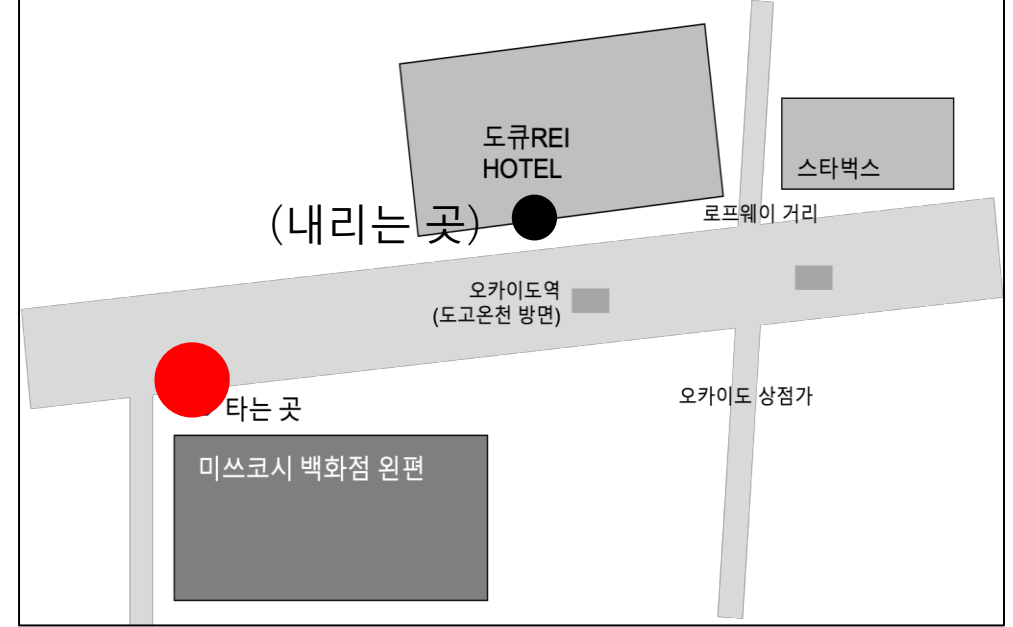 도큐REI
HOTEL
스타벅스
(내리는 곳)
로프웨이 거리
오카이도역
(도고온천 방면)
타는 곳
오카이도 상점가
미쓰코시 백화점 왼편